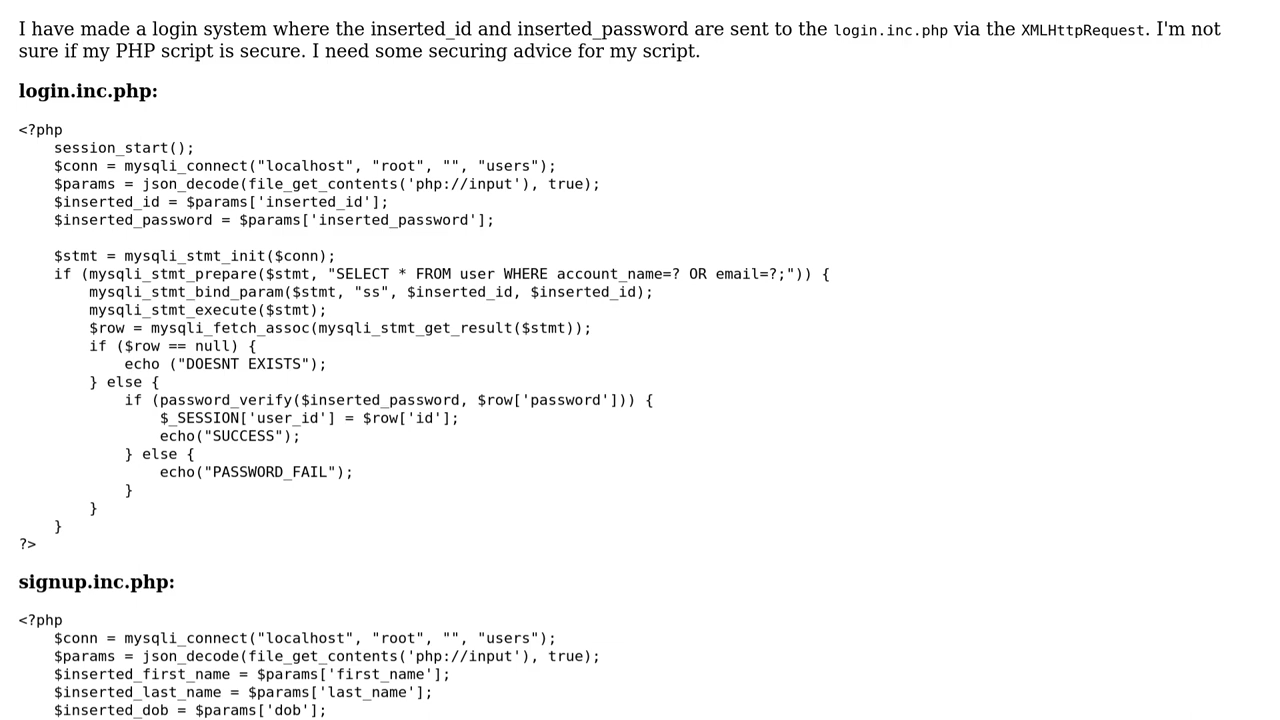 I have made a login system where the inserted_id and inserted_password are sent to the login.inc.php via the XMLHttpRequest. I'm not
sure if my PHP script is secure. I need some securing advice for my script.
login.inc.php:
<?php
    session_start();
    $conn = mysqli_connect("localhost", "root", "", "users");
    $params = json_decode(file_get_contents('php://input'), true);
    $inserted_id = $params['inserted_id'];
    $inserted_password = $params['inserted_password'];

    $stmt = mysqli_stmt_init($conn);
    if (mysqli_stmt_prepare($stmt, "SELECT * FROM user WHERE account_name=? OR email=?;")) {
        mysqli_stmt_bind_param($stmt, "ss", $inserted_id, $inserted_id);
        mysqli_stmt_execute($stmt);
        $row = mysqli_fetch_assoc(mysqli_stmt_get_result($stmt));
        if ($row == null) {
            echo ("DOESNT EXISTS");
        } else {
            if (password_verify($inserted_password, $row['password'])) {
                $_SESSION['user_id'] = $row['id'];
                echo("SUCCESS");
            } else {
                echo("PASSWORD_FAIL");
            }
        }
    }
?>
signup.inc.php:
<?php
    $conn = mysqli_connect("localhost", "root", "", "users");
    $params = json_decode(file_get_contents('php://input'), true);
    $inserted_first_name = $params['first_name'];
    $inserted_last_name = $params['last_name'];
    $inserted_dob = $params['dob'];